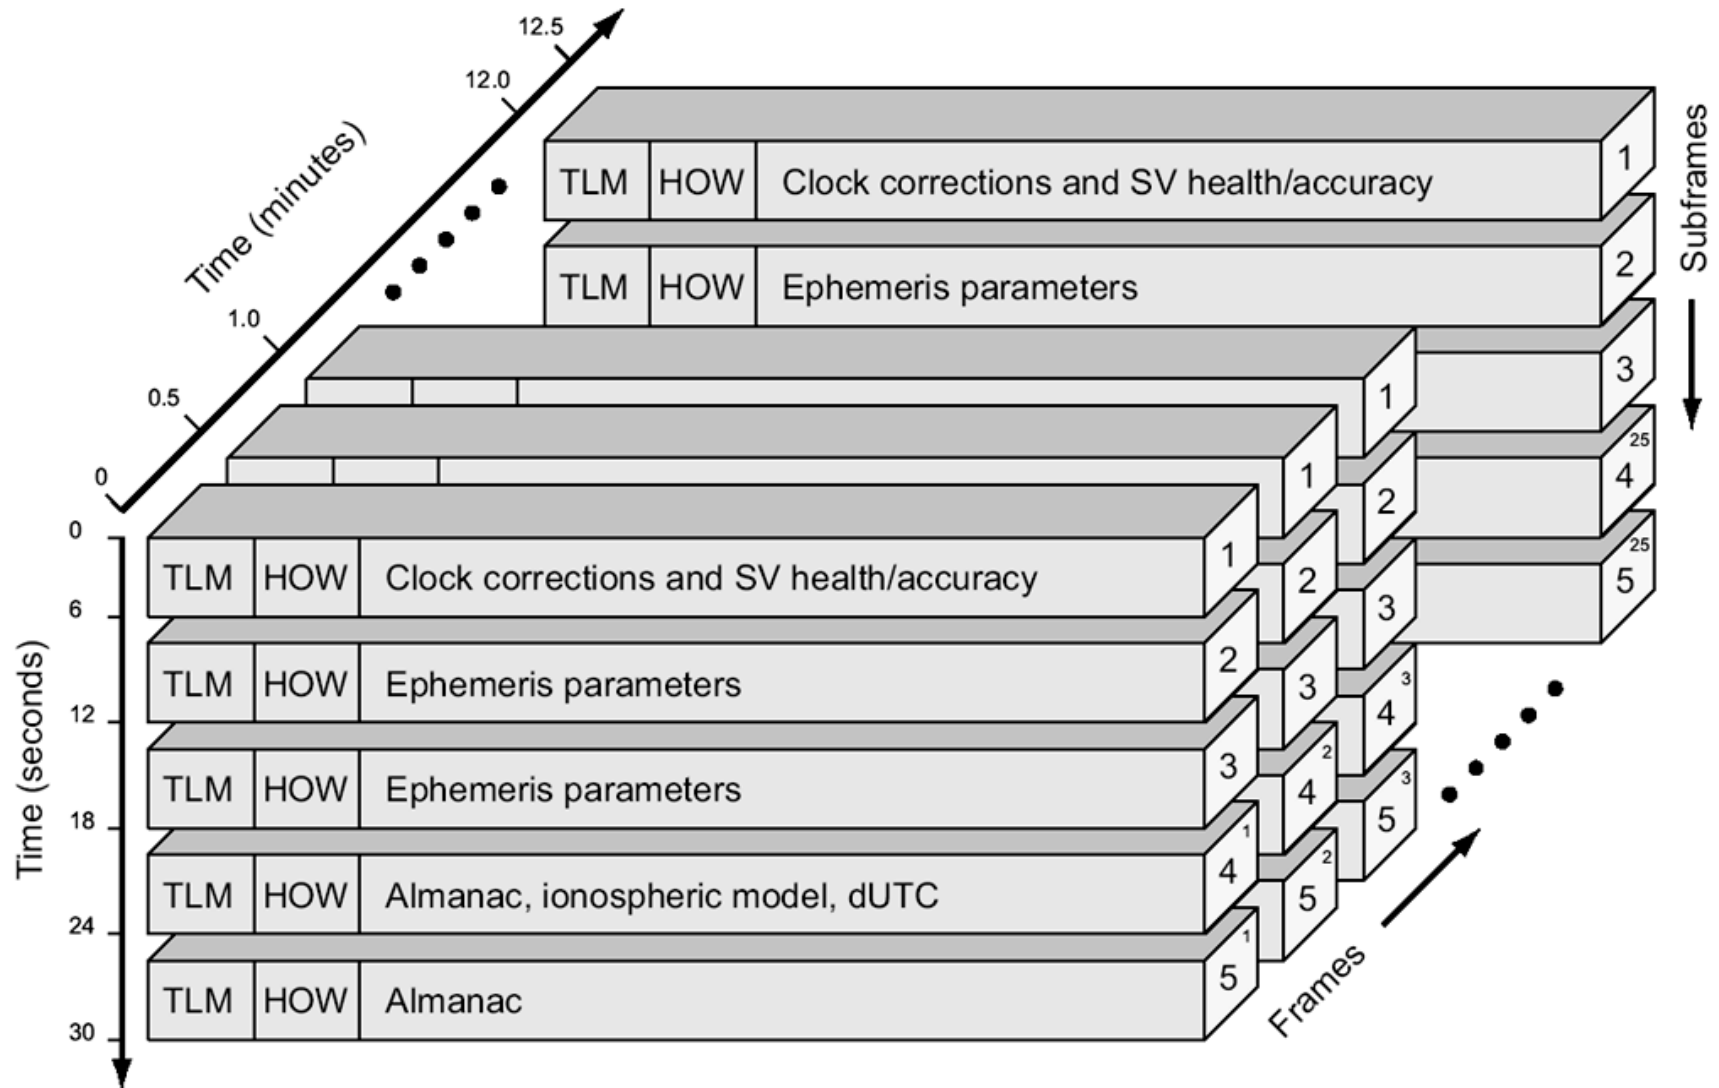 12.5
12.0
Time (minutes)
1.0
0.5
0
TLM HOW Clock corrections and SV health/accuracy 1
TLM HOW Ephemeris parameters 2
3
25
4
25
5
Subframes
1
2
3
3
4
3
5
1
2
3
2
4
2
5
0
6
12
18
24
30
Time (seconds)
TLM HOW Clock corrections and SV health/accuracy 1
TLM HOW Ephemeris parameters 2
TLM HOW Ephemeris parameters 3
1
TLM HOW Almanac, ionospheric model, dUTC 4
1
TLM HOW Almanac 5
Frames